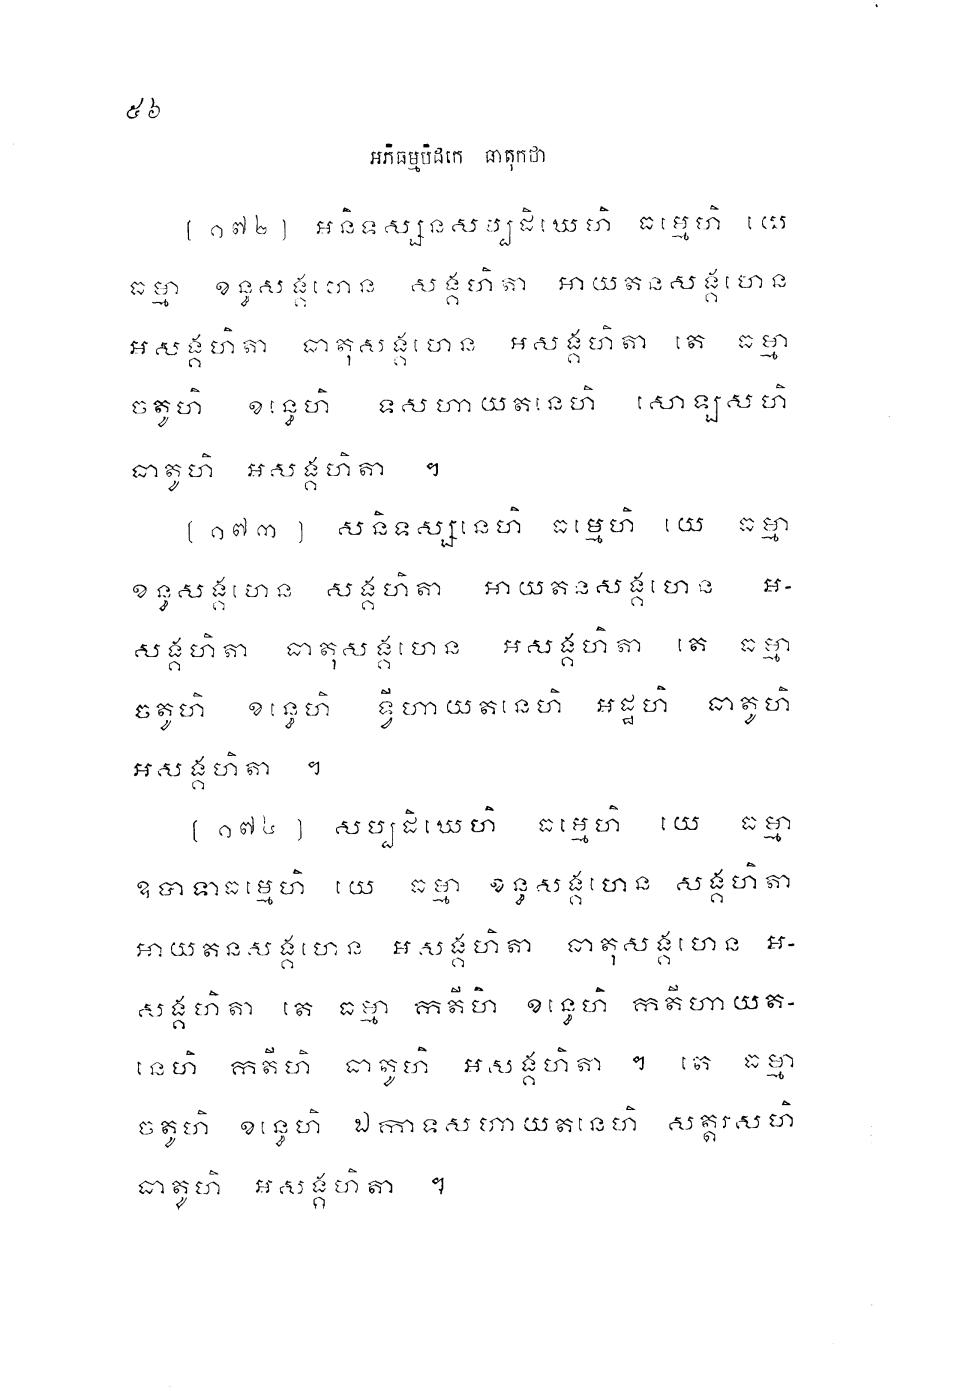 ៥៦
អភិធម្មបិដកេ ធាតុកថា
(១៧២) អនិទស្សនសប្បដិឃេហិ ធម្មេហិ យេ
ធម្មា ខន្ធសង្គហេន សង្គហិតា អាយតនសង្គហេន
អសង្គហិតា ធាតុសង្គហេន អសង្គហិតា តេ ធម្មា
ចតូហិ ខន្ធេហិ ទសហាយតនេហិ សោឡសហិ
ធាតូហិ អសង្គហិតា ។
(១៧៣) សនិទស្សនេហិ ធម្មេហិ យេ ធម្មា
ខន្ធសង្គហេន សង្គហិតា អាយតនសង្គហេន អ-
សង្គហិតា ធាតុសង្គហេន អសង្គហិតា តេ ធម្មា
ចតូហិ ខន្ធេហិ ទ្វីហាយតនេហិ អដ្ឋហិ ធាតូហិ
អសង្គហិតា ។
(១៧៤) សប្បដិឃេហិ ធម្មេហិ យេ ធម្មា
ឧបាទាធម្មេហិ យេ ធម្មា ខន្ធសង្គហេន សង្គហិតា
អាយតនសង្គហេន អសង្គហិតា ធាតុសង្គហេន អ-
សង្គហិតា តេ ធម្មា កតីហិ ខន្ធេហិ កតីហាយត-
នេហិ កតីហិ ធាតូហិ អសង្គហិតា ។ តេ ធម្មា
ចតូហិ ខន្ធេហិ ឯកាទសហាយតនេហិ សត្តរសហិ
ធាតូហិ អសង្គហិតា ។